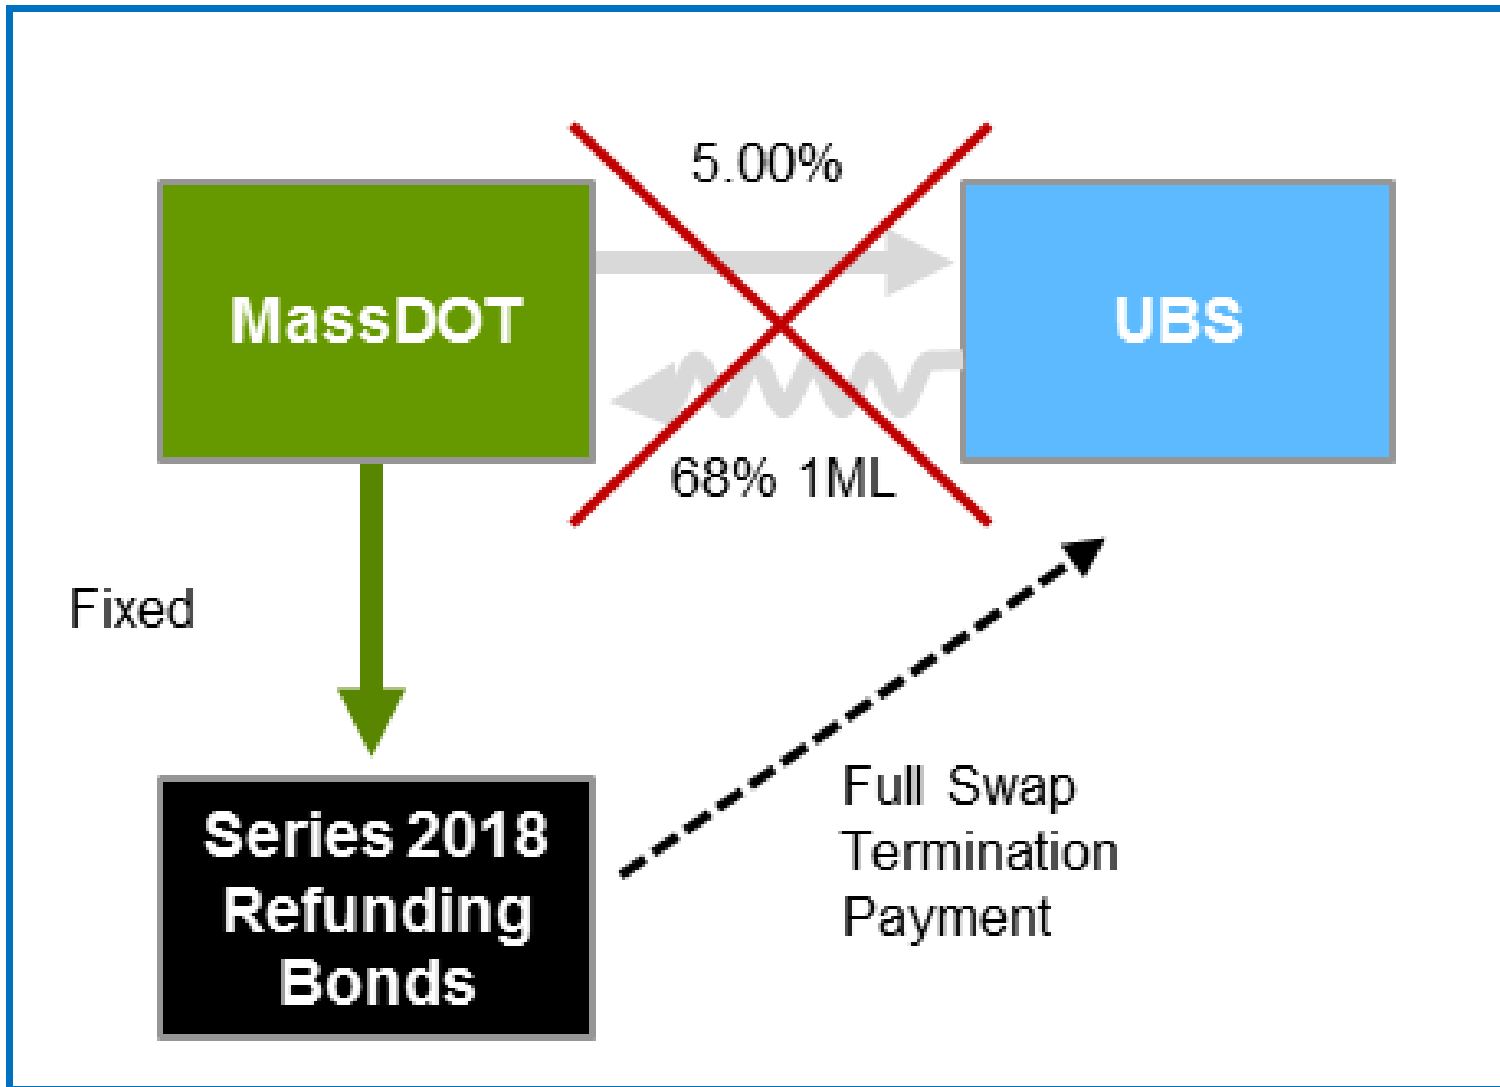 5.00%
MassDOT
UBS
68% 1ML
Fixed
Series 2018
Refunding
Bonds
Full Swap
Termination
Payment